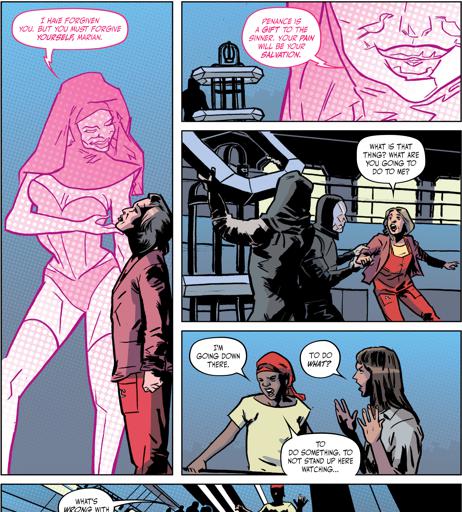 I HAVE FORGIVEN
YOU. BUT YOU MUST FORGIVE
YOURSELF, MARIAN.
PENANCE IS
A GIFT TO THE
SINNER. YOUR PAIN
WILL BE YOUR
SALVATION.
WHAT IS THAT
THING? WHAT ARE
YOU GOING TO
DO TO ME?
I'M
GOING DOWN
THERE.
TO DO
WHAT?
TO
DO SOMETHING. TO
NOT STAND UP HERE
WATCHING...
WHAT'S
WRONG WITH